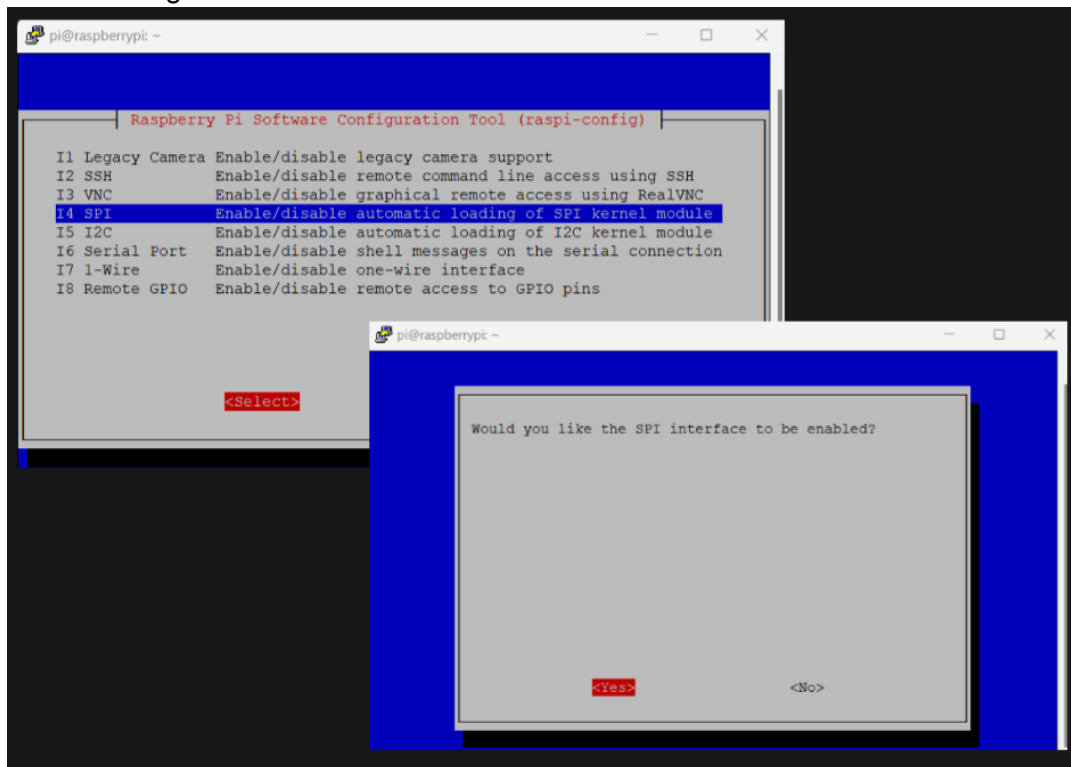 pi@raspberrypi: ~
Raspberry Pi Software Configuration Tool (raspi-config)
I1 Legacy Camera Enable/disable legacy camera support
I2 SSH Enable/disable remote command line access using SSH
I3 VNC Enable/disable graphical remote access using RealVNC
I4 SPI Enable/disable automatic loading of SPI kernel module
I5 I2C Enable/disable automatic loading of I2C kernel module
I6 Serial Port Enable/disable shell messages on the serial connection
I7 1-Wire Enable/disable one-wire interface
I8 Remote GPIO Enable/disable remote access to GPIO pins
<Select>
pi@raspberrypi: ~
Would you like the SPI interface to be enabled?
<Yes> <No>